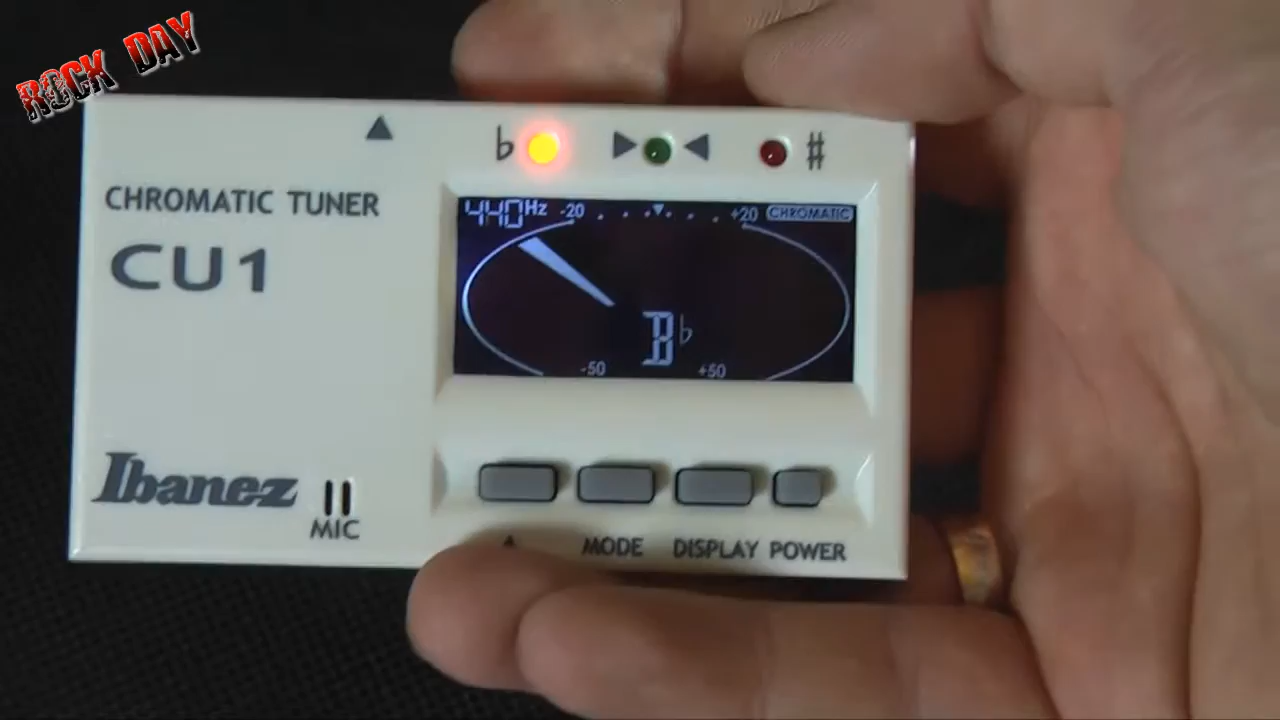 ROCK DAY
♭ ♯
CHROMATIC TUNER
CU1
440Hz -20 +20 CHROMATIC
B♭
-50 +50
Ibanez
MIC
A MODE DISPLAY POWER